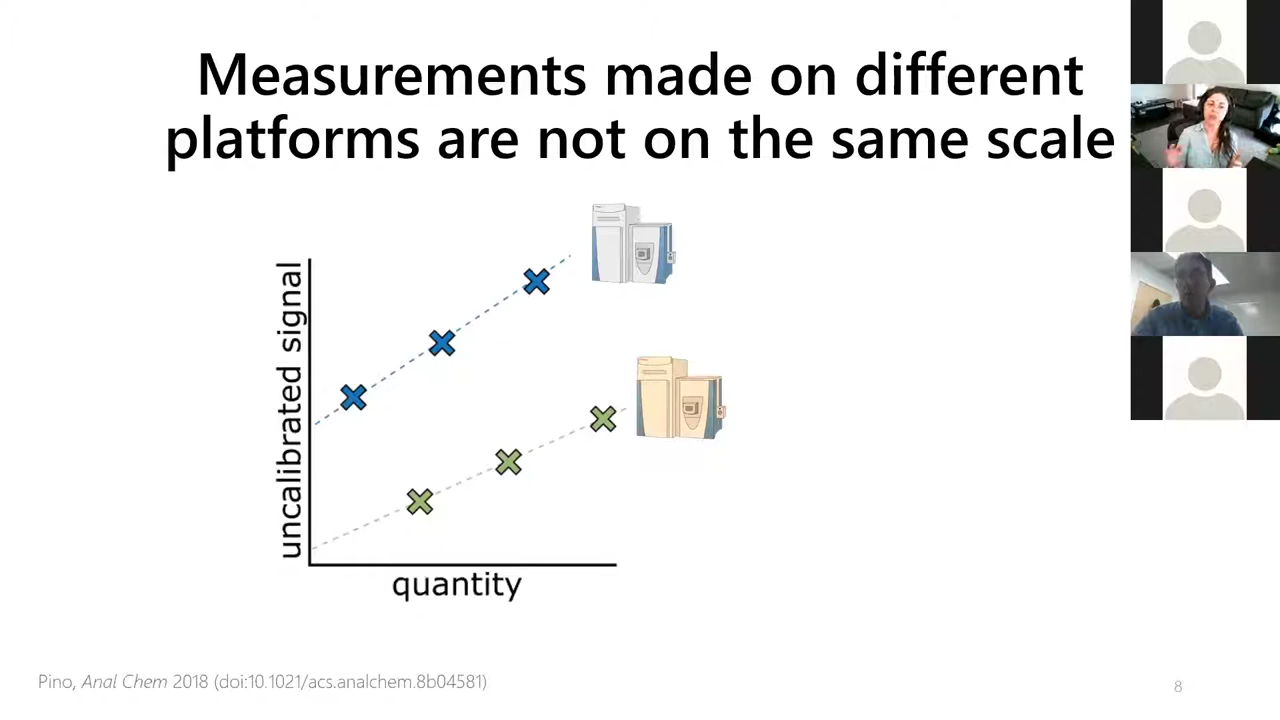 Measurements made on different
platforms are not on the same scale
uncalibrated signal
quantity
Pino, Anal Chem 2018 (doi:10.1021/acs.analchem.8b04581)
8